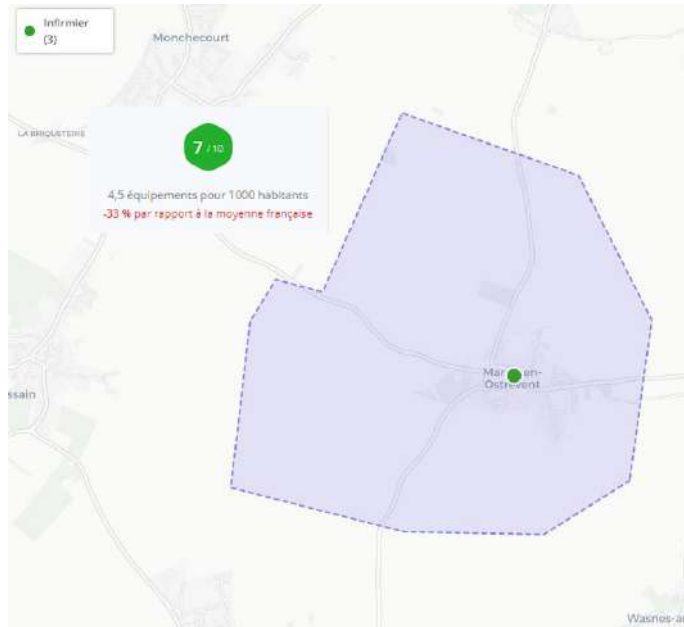 Infirmier
(3)
Monchecourt
LA BRIQUETERIE
7 / 10
4,5 équipements pour 1000 habitants
-33 % par rapport à la moyenne française
Ostrevent
ssain